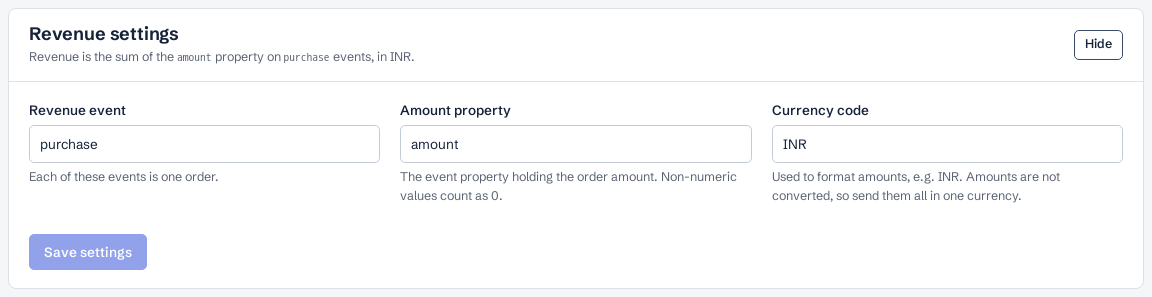 Revenue settings
Revenue is the sum of the amount property on purchase events, in INR.
Hide
Revenue event
purchase
Each of these events is one order.
Amount property
amount
The event property holding the order amount. Non-numeric
values count as 0.
Currency code
INR
Used to format amounts, e.g. INR. Amounts are not
converted, so send them all in one currency.
Save settings